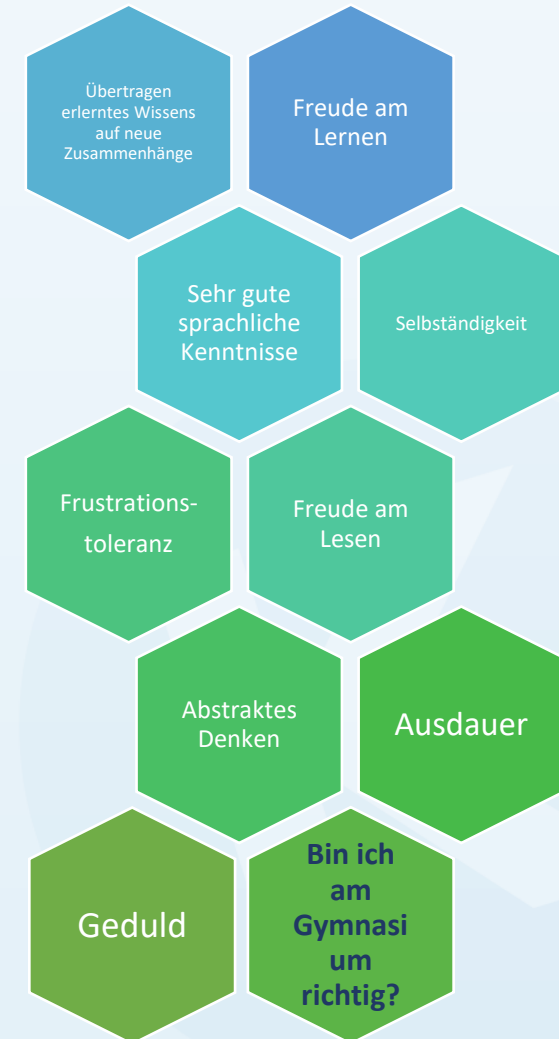 Übertragen
erlerntes Wissens
auf neue
Zusammenhänge
Freude am
Lernen
Sehr gute
sprachliche
Kenntnisse
Selbständigkeit
Frustrations-
toleranz
Freude am
Lesen
Abstraktes
Denken
Ausdauer
Geduld
Bin ich
am
Gymnasi
um
richtig?